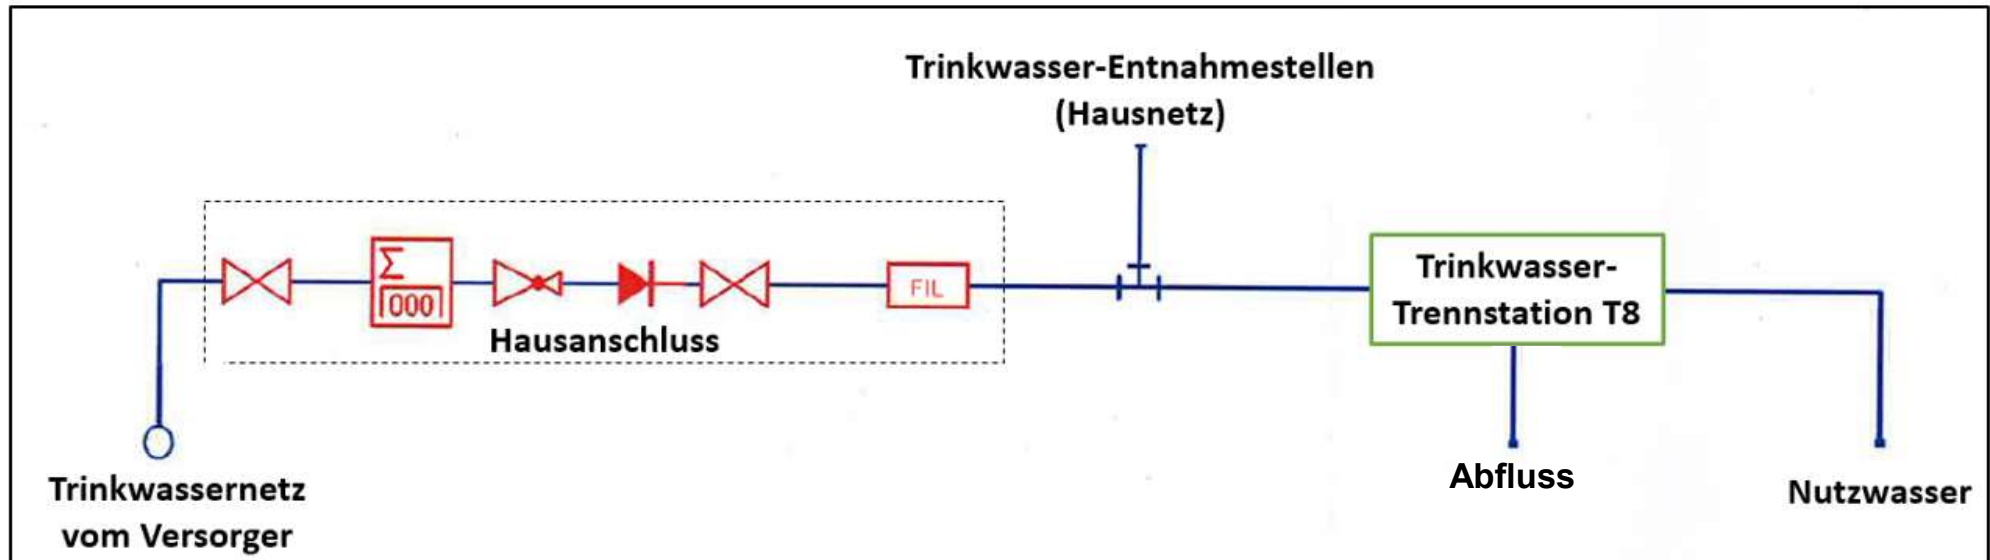 Trinkwasser-Entnahmestellen
(Hausnetz)
Σ
000
FIL
Hausanschluss
Trinkwasser-
Trennstation T8
Trinkwassernetz
vom Versorger
Abfluss
Nutzwasser